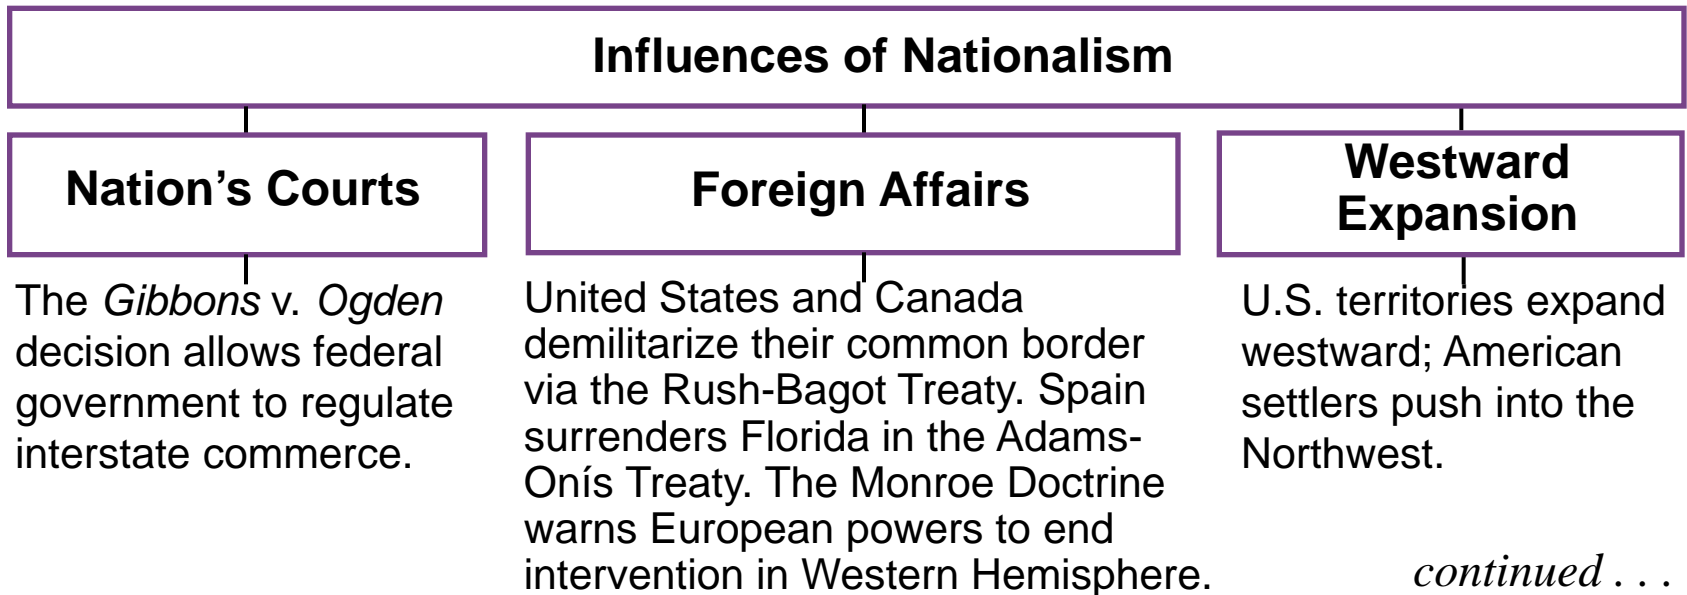 Influences of Nationalism
Nation’s Courts
The Gibbons v. Ogden
decision allows federal
government to regulate
interstate commerce.
Foreign Affairs
United States and Canada
demilitarize their common border
via the Rush-Bagot Treaty. Spain
surrenders Florida in the Adams-
Onís Treaty. The Monroe Doctrine
warns European powers to end
intervention in Western Hemisphere.
Westward
Expansion
U.S. territories expand
westward; American
settlers push into the
Northwest.
continued . . .